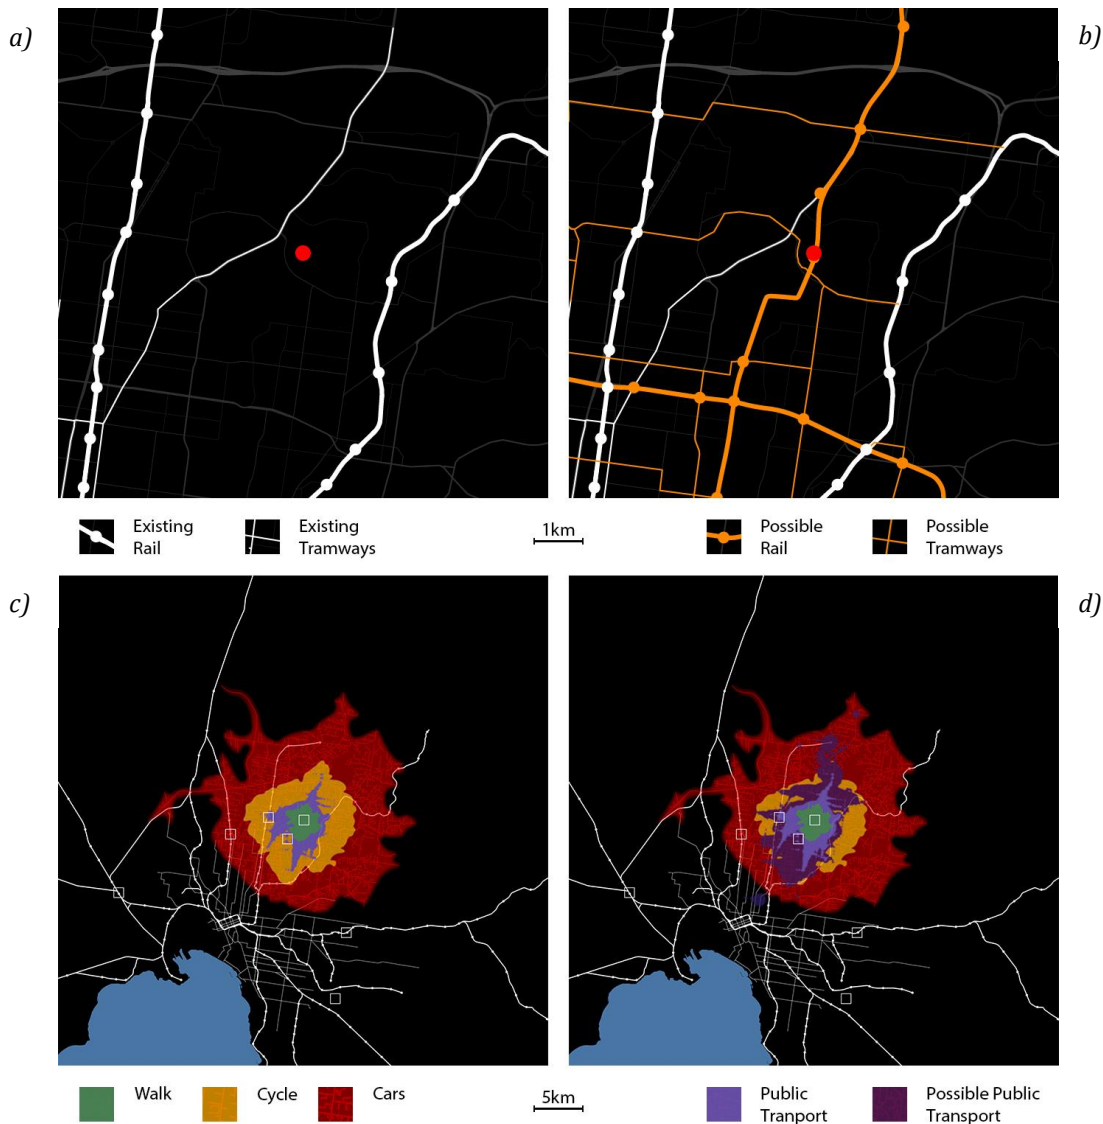 a)
b)
Existing
Rail
Existing
Tramways
1km
Possible
Rail
Possible
Tramways
c)
d)
Walk
Cycle
Cars
5km
Public
Tranport
Possible Public
Transport